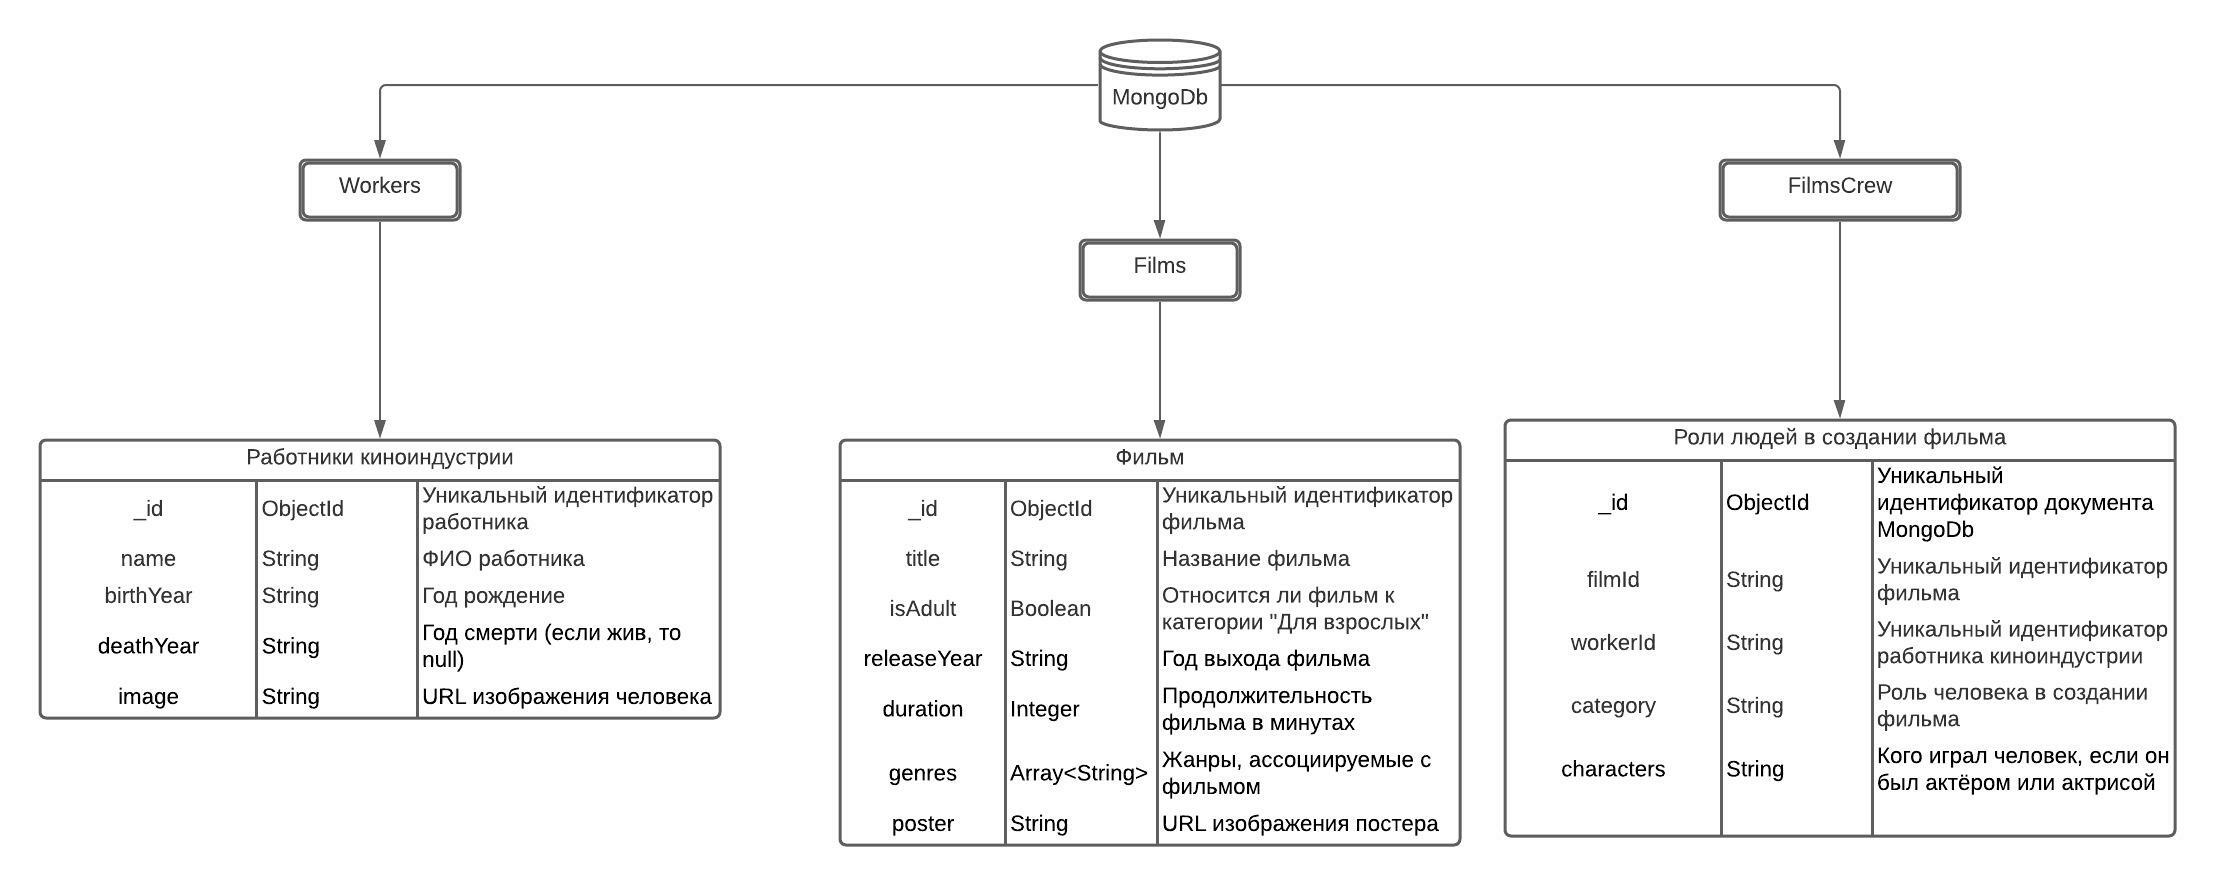 MongoDb
Workers
Films
FilmsCrew
Работники киноиндустрии
_id
ObjectId
Уникальный идентификатор
работника
name
String
ФИО работника
birthYear
String
Год рождение
deathYear
String
Год смерти (если жив, то
null)
image
String
URL изображения человека
Фильм
_id
ObjectId
Уникальный идентификатор
фильма
title
String
Название фильма
isAdult
Boolean
Относится ли фильм к
категории "Для взрослых"
releaseYear
String
Год выхода фильма
duration
Integer
Продолжительность
фильма в минутах
genres
Array<String>
Жанры, ассоциируемые с
фильмом
poster
String
URL изображения постера
Роли людей в создании фильма
_id
ObjectId
Уникальный
идентификатор документа
MongoDb
filmId
String
Уникальный идентификатор
фильма
workerId
String
Уникальный идентификатор
работника киноиндустрии
category
String
Роль человека в создании
фильма
characters
String
Кого играл человек, если он
был актёром или актрисой